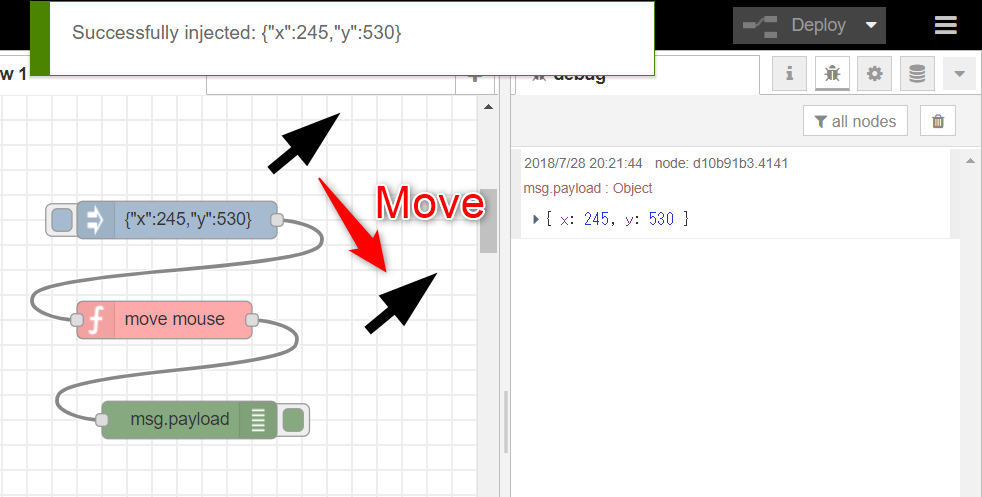 Successfully injected: {"x":245,"y":530}
Deploy
w 1
debug
all nodes
2018/7/28 20:21:44 node: d10b91b3.4141
msg.payload : Object
{ x: 245, y: 530 }
Move
{"x":245,"y":530}
move mouse
msg.payload